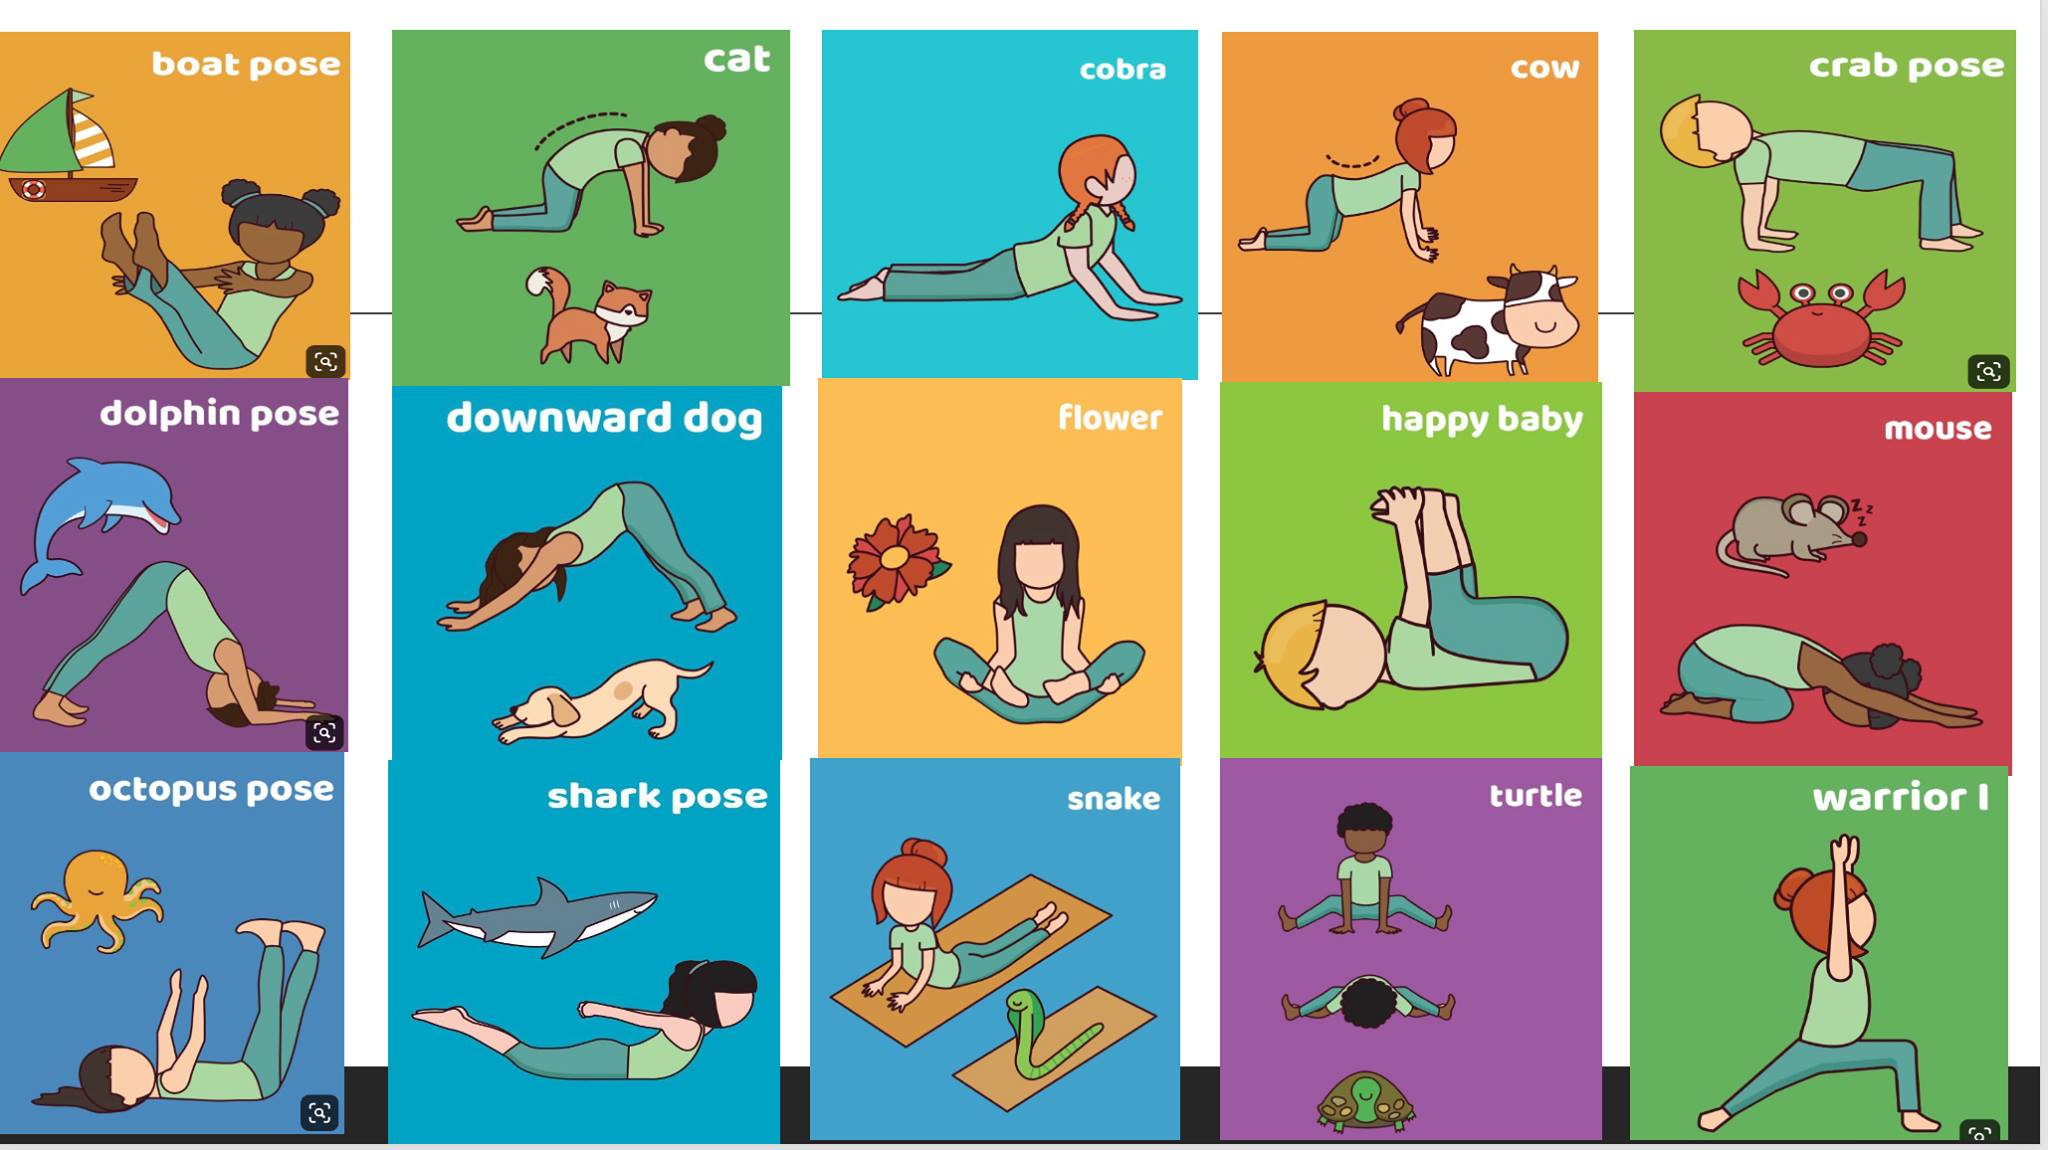 boat pose
cat
cobra
cow
crab pose
dolphin pose
downward dog
flower
happy baby
mouse
z z
z
octopus pose
shark pose
snake
turtle
warrior I